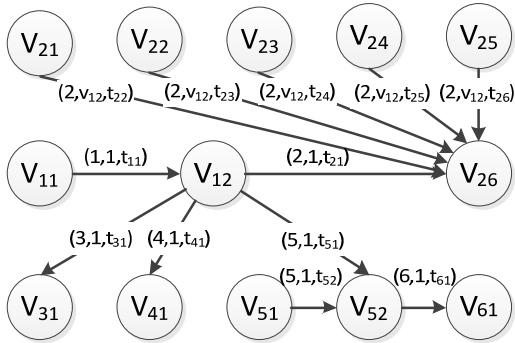 V21 V22 V23 V24 V25
(2,v12,t22) (2,v12,t23) (2,v12,t24) (2,v12,t25) (2,v12,t26)
V11 (1,1,t11) V12 (2,1,t21) V26
(3,1,t31) (4,1,t41) (5,1,t51)
(5,1,t52) (6,1,t61)
V31 V41 V51 V52 V61